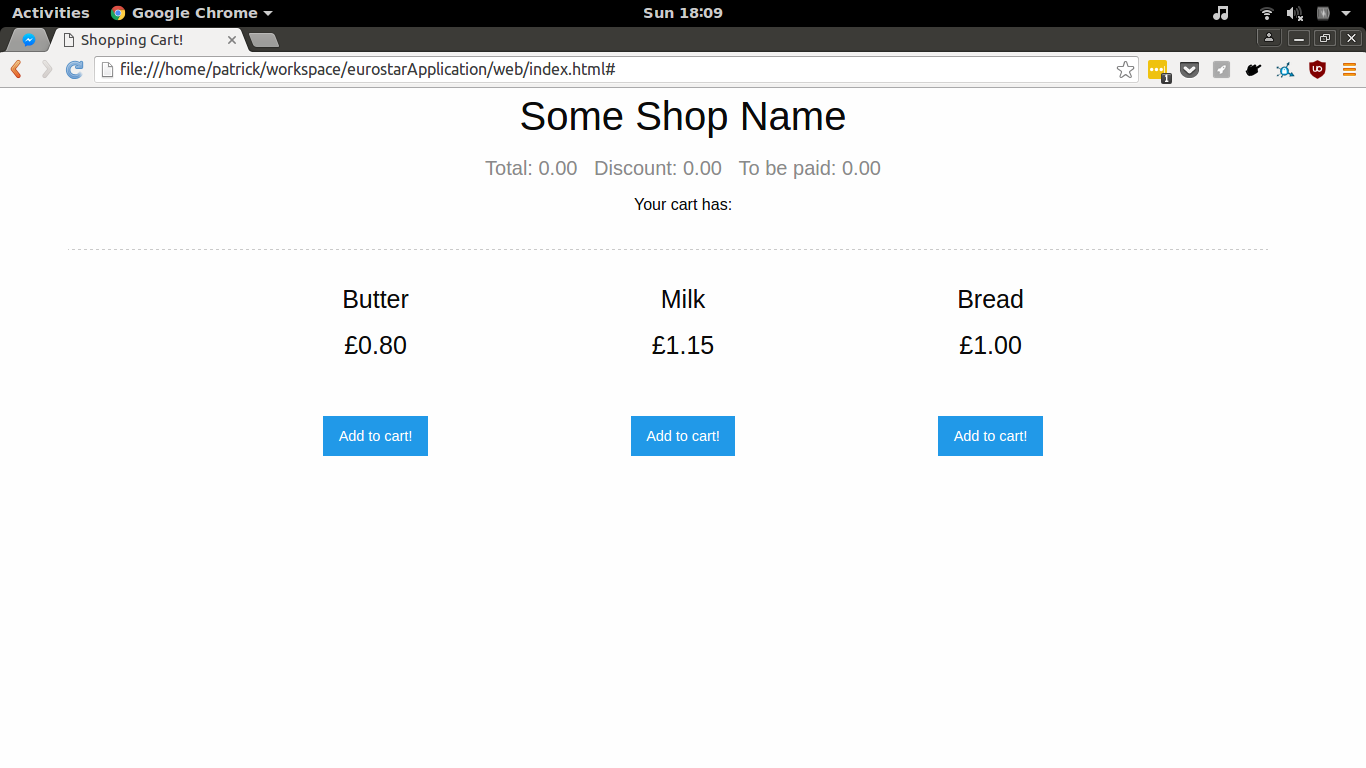 Activities Google Chrome Sun 18:09
Shopping Cart!
file:///home/patrick/workspace/eurostarApplication/web/index.html#
1
Some Shop Name
Total: 0.00 Discount: 0.00 To be paid: 0.00
Your cart has:
Butter Milk Bread
£0.80 £1.15 £1.00
Add to cart! Add to cart! Add to cart!